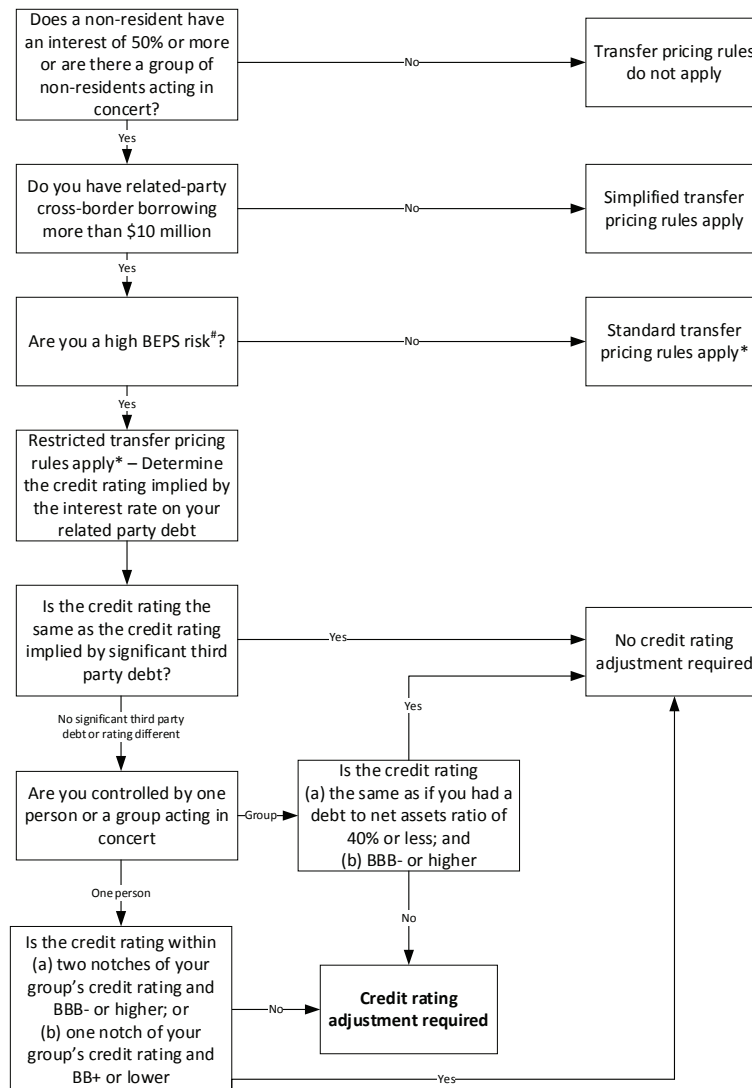 Does a non-resident have
an interest of 50% or more
or are there a group of
non-residents acting in
concert?
No
Transfer pricing rules
do not apply
Yes
Do you have related-party
cross-border borrowing
more than $10 million
No
Simplified transfer
pricing rules apply
Yes
Are you a high BEPS risk#?
No
Standard transfer
pricing rules apply*
Yes
Restricted transfer pricing
rules apply* – Determine
the credit rating implied by
the interest rate on your
related party debt
Is the credit rating the
same as the credit rating
implied by significant third
party debt?
Yes
No credit rating
adjustment required
No significant third party
debt or rating different
Yes
Are you controlled by one
person or a group acting in
concert
Group
Is the credit rating
(a) the same as if you had a
debt to net assets ratio of
40% or less; and
(b) BBB- or higher
One person
No
Is the credit rating within
(a) two notches of your
group’s credit rating and
BBB- or higher; or
(b) one notch of your
group’s credit rating and
BB+ or lower
No
Credit rating
adjustment required
Yes